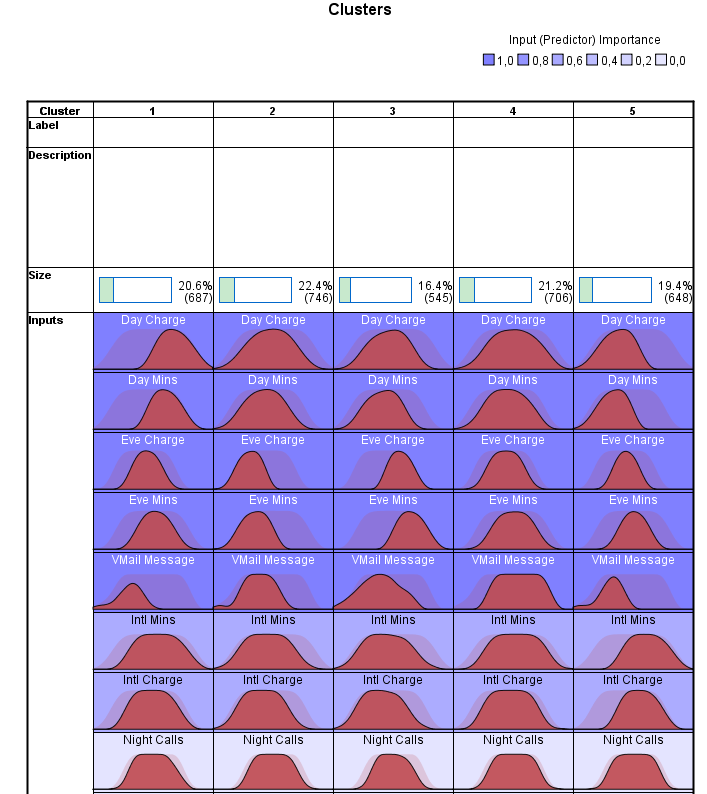 Clusters
Input (Predictor) Importance
1,0 0,8 0,6 0,4 0,2 0,0
Cluster 1 2 3 4 5
Label
Description
Size
20.6% 22.4% 16.4% 21.2% 19.4%
(687) (746) (545) (706) (648)
Inputs
Day Charge Day Charge Day Charge Day Charge Day Charge
Day Mins Day Mins Day Mins Day Mins Day Mins
Eve Charge Eve Charge Eve Charge Eve Charge Eve Charge
Eve Mins Eve Mins Eve Mins Eve Mins Eve Mins
VMail Message VMail Message VMail Message VMail Message VMail Message
Intl Mins Intl Mins Intl Mins Intl Mins Intl Mins
Intl Charge Intl Charge Intl Charge Intl Charge Intl Charge
Night Calls Night Calls Night Calls Night Calls Night Calls